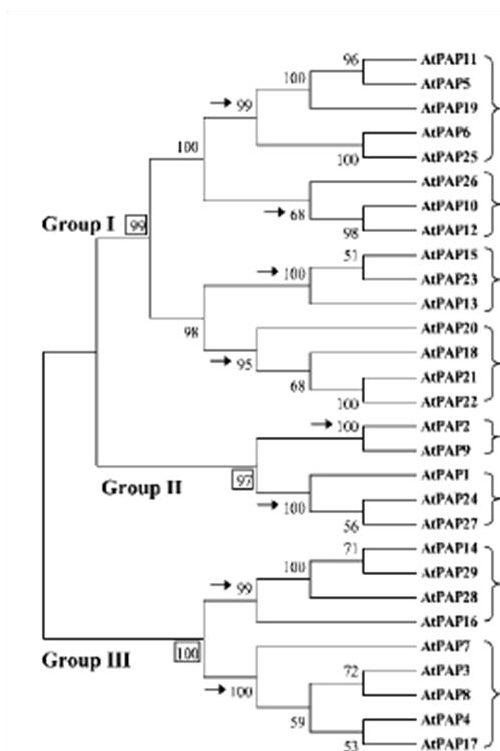 96 AtPAP11
100 AtPAP5
→ 99 AtPAP19
AtPAP6
100 100 AtPAP25
AtPAP26
→ 68 AtPAP10
Group I 99 98 AtPAP12
51 AtPAP15
→ 100 AtPAP23
AtPAP13
98 AtPAP20
→ 95 AtPAP18
68 AtPAP21
100 AtPAP22
→ 100 AtPAP2
AtPAP9
Group II 97 AtPAP1
→ 100 AtPAP24
56 AtPAP27
71 AtPAP14
100 AtPAP29
→ 99 AtPAP28
AtPAP16
Group III 100 AtPAP7
72 AtPAP3
→ 100 AtPAP8
59 AtPAP4
53 AtPAP17